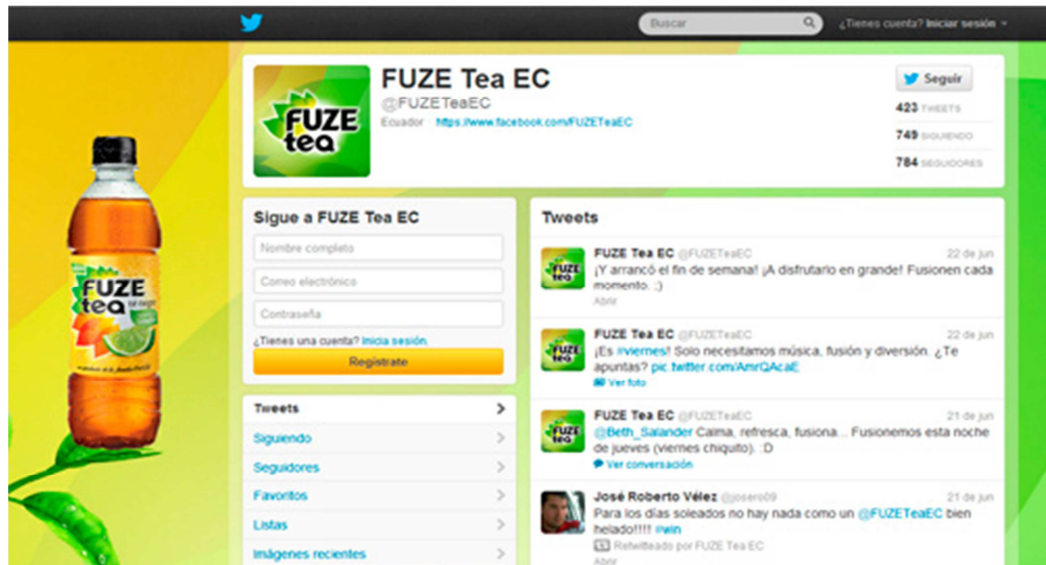 Buscar
¿Tienes cuenta? Iniciar sesión
FUZE
tea
FUZE Tea EC
@FUZETeaEC
Ecuador https://www.facebook.com/FUZETeaEC
Seguir
423 TWEETS
749 SIGUIENDO
784 SEGUIDORES
FUZE
tea
Sigue a FUZE Tea EC
Nombre completo
Correo electrónico
Contraseña
¿Tienes una cuenta? Inicia sesión.
Regístrate
Tweets
Siguiendo
Seguidores
Favoritos
Listas
Imágenes recientes
Tweets
FUZE Tea EC @FUZETeaEC 22 de jun
¡Y arrancó el fin de semana! ¡A disfrutarlo en grande! Fusionen cada
momento. :)
Abrir
FUZE Tea EC @FUZETeaEC 22 de jun
¡Es #viernes! Solo necesitamos música, fusión y diversión. ¿Te
apuntas? pic.twitter.com/AmrQAcaE
Ver foto
FUZE Tea EC @FUZETeaEC 21 de jun
@Beth_Salander Calma, refresca, fusiona... Fusionemos esta noche
de jueves (viernes chiquito). :D
Ver conversación
José Roberto Vélez @josero09 21 de jun
Para los días soleados no hay nada como un @FUZETeaEC bien
helado!!!! #win
Retwitteado por FUZE Tea EC
Abrir